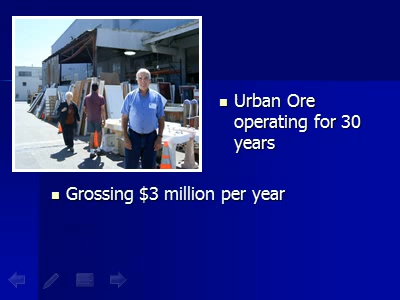 Urban Ore
operating for 30
years
Grossing $3 million per year